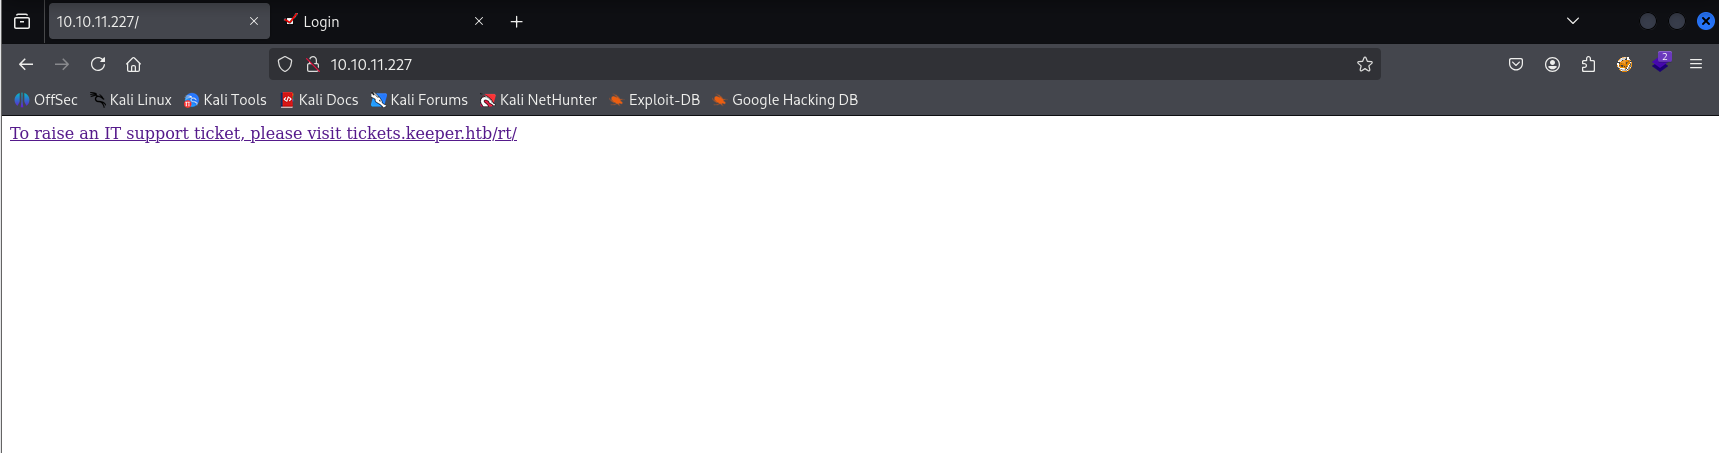 10.10.11.227/
Login
10.10.11.227
2
OffSec Kali Linux Kali Tools Kali Docs Kali Forums Kali NetHunter Exploit-DB Google Hacking DB
To raise an IT support ticket, please visit tickets.keeper.htb/rt/